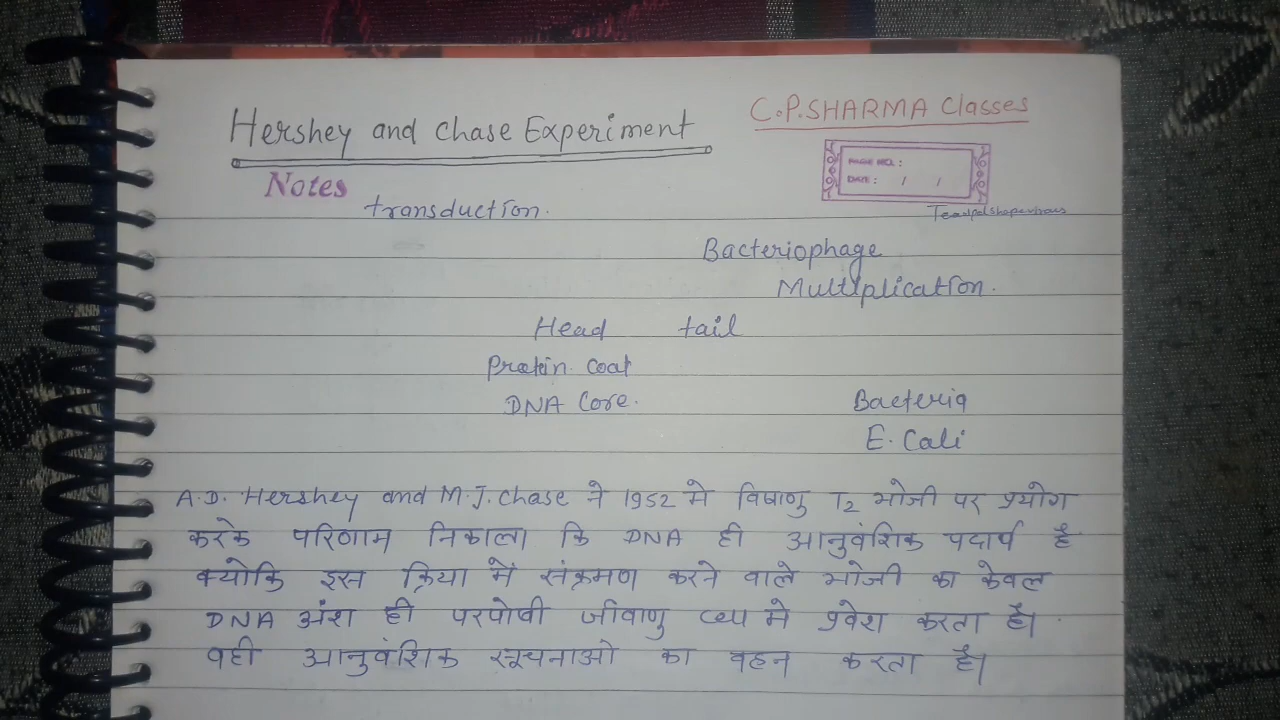 Hershey and chase Experiment
C.P.SHARMA Classes
PAGE NO.:
DATE: / /
Notes
transduction.
Bacteriophage
Multiplication.
Head tail
Protein coat
DNA Core.
Bacteria
E. Cali
A.D. Hershey and M.J. Chase ने 1952 मे विषाणु T2 भोजी पर प्रयोग
करके परिणाम निकाला कि DNA ही आनुवंशिक पदार्थ है
क्योकि इस क्रिया में संक्रमण करने वाले भोजी का केवल
DNA अंश ही परपोषी जीवाणु cell मे प्रवेश करता है।
वही आनुवंशिक सूचनाओ का वहन करता है।